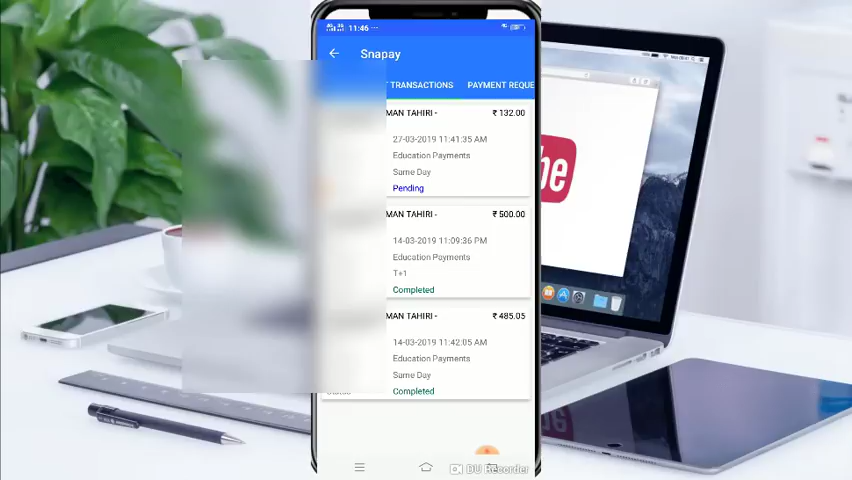 11:46 ...
Snapay
TRANSACTIONS PAYMENT REQUE
MAN TAHIRI - ₹ 132.00
27-03-2019 11:41:35 AM
Education Payments
Same Day
Pending
MAN TAHIRI - ₹ 500.00
14-03-2019 11:09:36 PM
Education Payments
T+1
Completed
MAN TAHIRI - ₹ 485.05
14-03-2019 11:42:05 AM
Education Payments
Same Day
Completed
DU Recorder
be